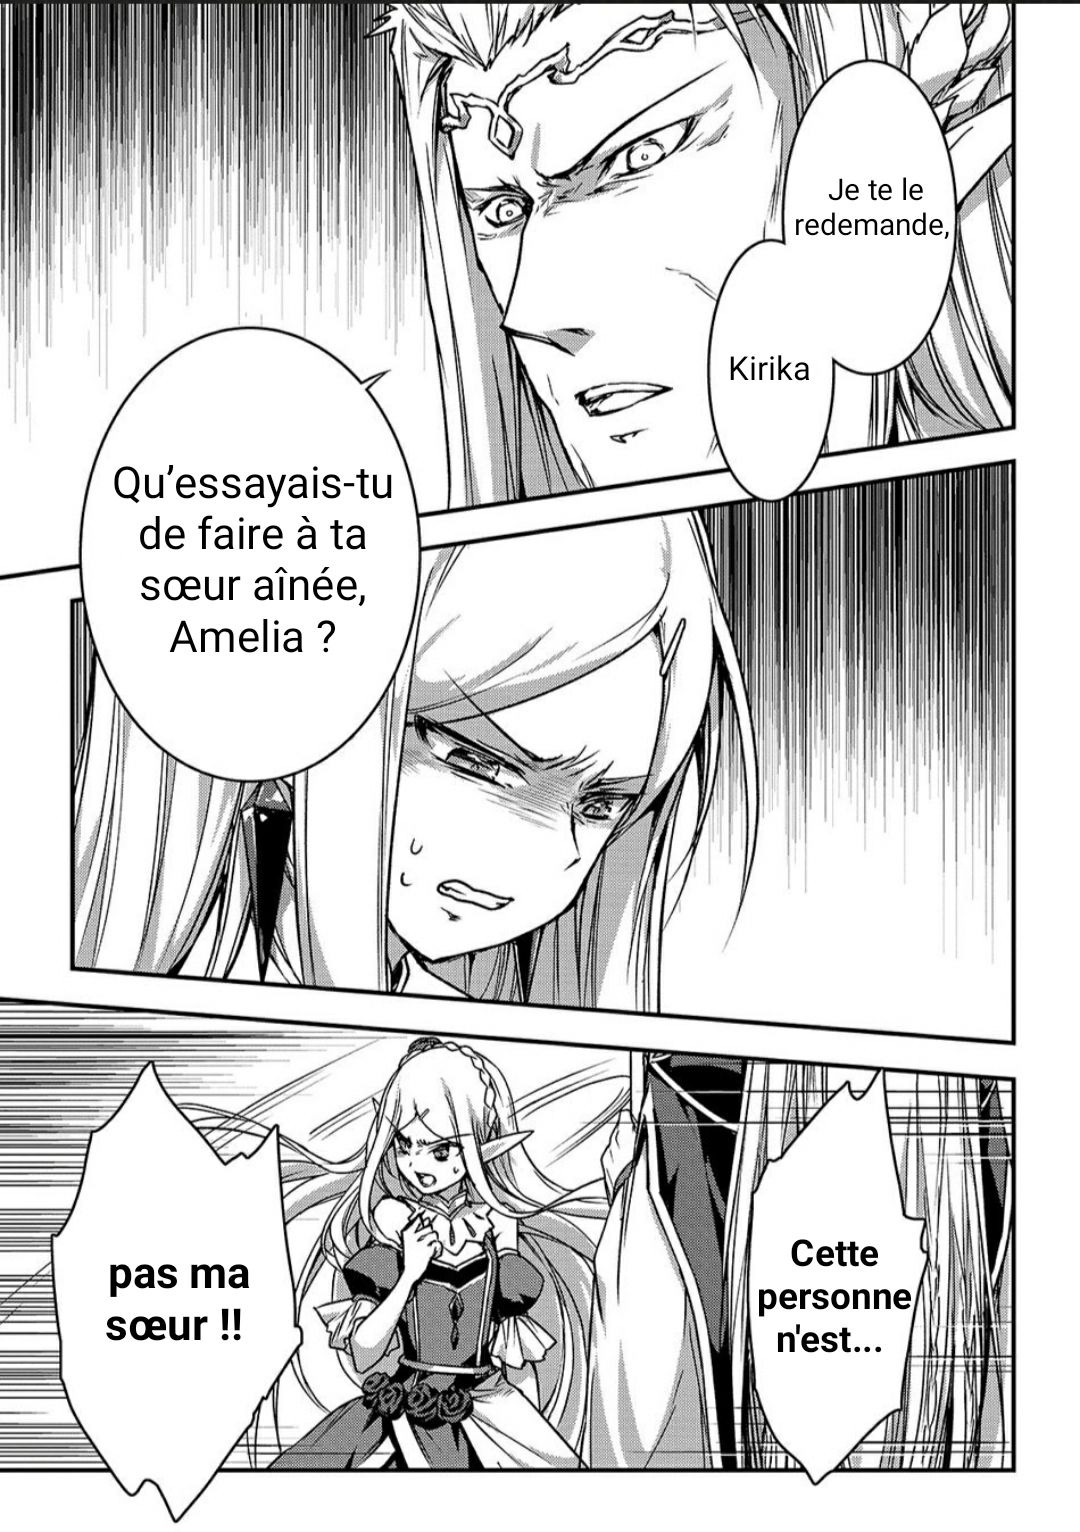 Je te le
redemande,
Kirika
Qu’essayais-tu
de faire à ta
sœur aînée,
Amelia ?
Cette
personne
n'est...
pas ma
sœur !!